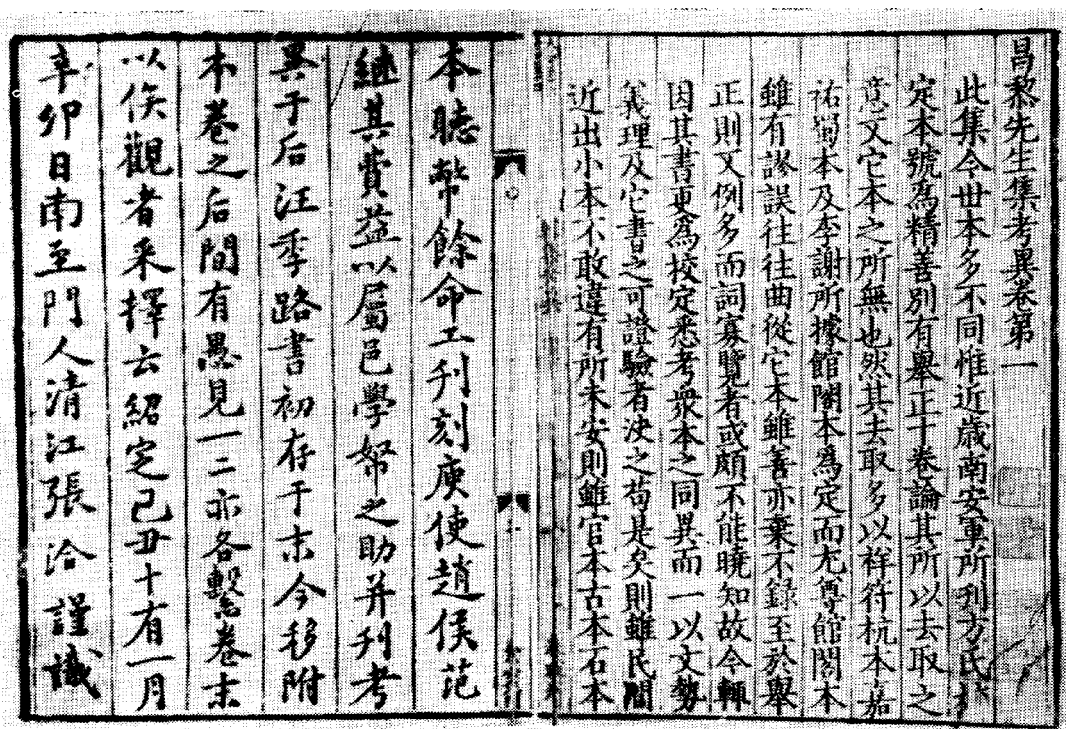 昌黎先生集考異卷第一
此集今世本多不同惟近歲南安軍所刊方氏校
定本號爲精善別有舉正十卷論其所以去取之
意又它本之所無也然其去取多以祥符杭本嘉
祐蜀本及李謝所據館閣本爲定而尤尊館閣本
雖有謬誤往往曲從它本雖善亦棄不錄至於舉
正則又例多而詞寡覽者或頗不能曉知故今輒
因其書更爲校定悉考衆本之同異而一以文勢
義理及它書之可證驗者決之苟是矣則雖民間
近出小本不敢違有所未安則雖官本古本石本
本聽幣餘命工刋刻庾使趙侯范
継其費益以屬邑學帑之助并刋考
異于后汪季路書初存于末今移附
本卷之后間有愚見一二亦各繫卷末
以俟觀者采擇云紹定己丑十有一月
辛卯日南至門人清江張洽謹識